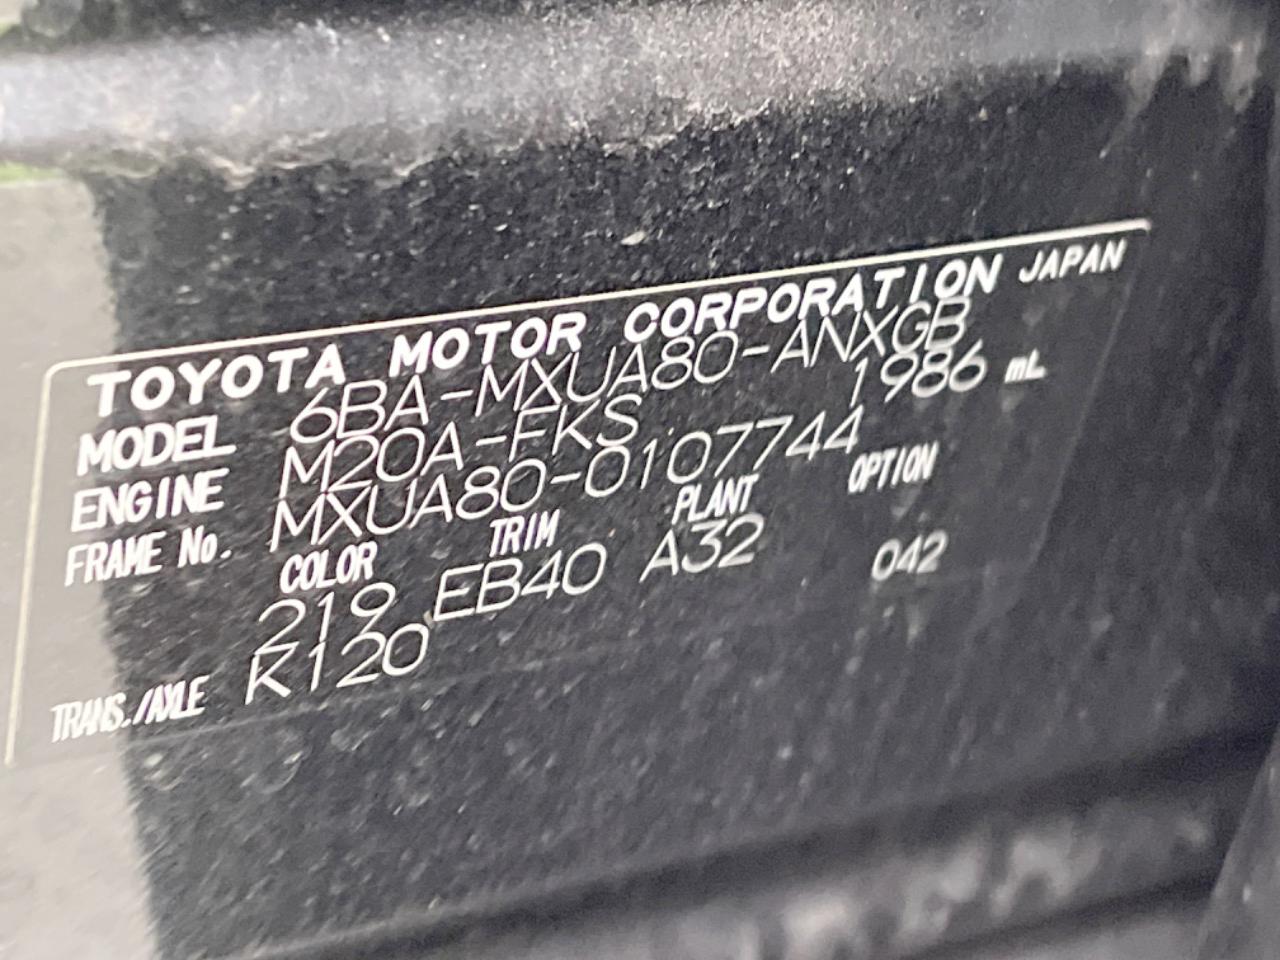 TOYOTA MOTOR CORPORATION JAPAN
MODEL 6BA-MXUA80-ANXGB
ENGINE M20A-FKS 1986 mL
FRAME No. MXUA80-0107744
COLOR TRIM PLANT OPTION
219 EB40 A32 042
TRANS./AXLE K120